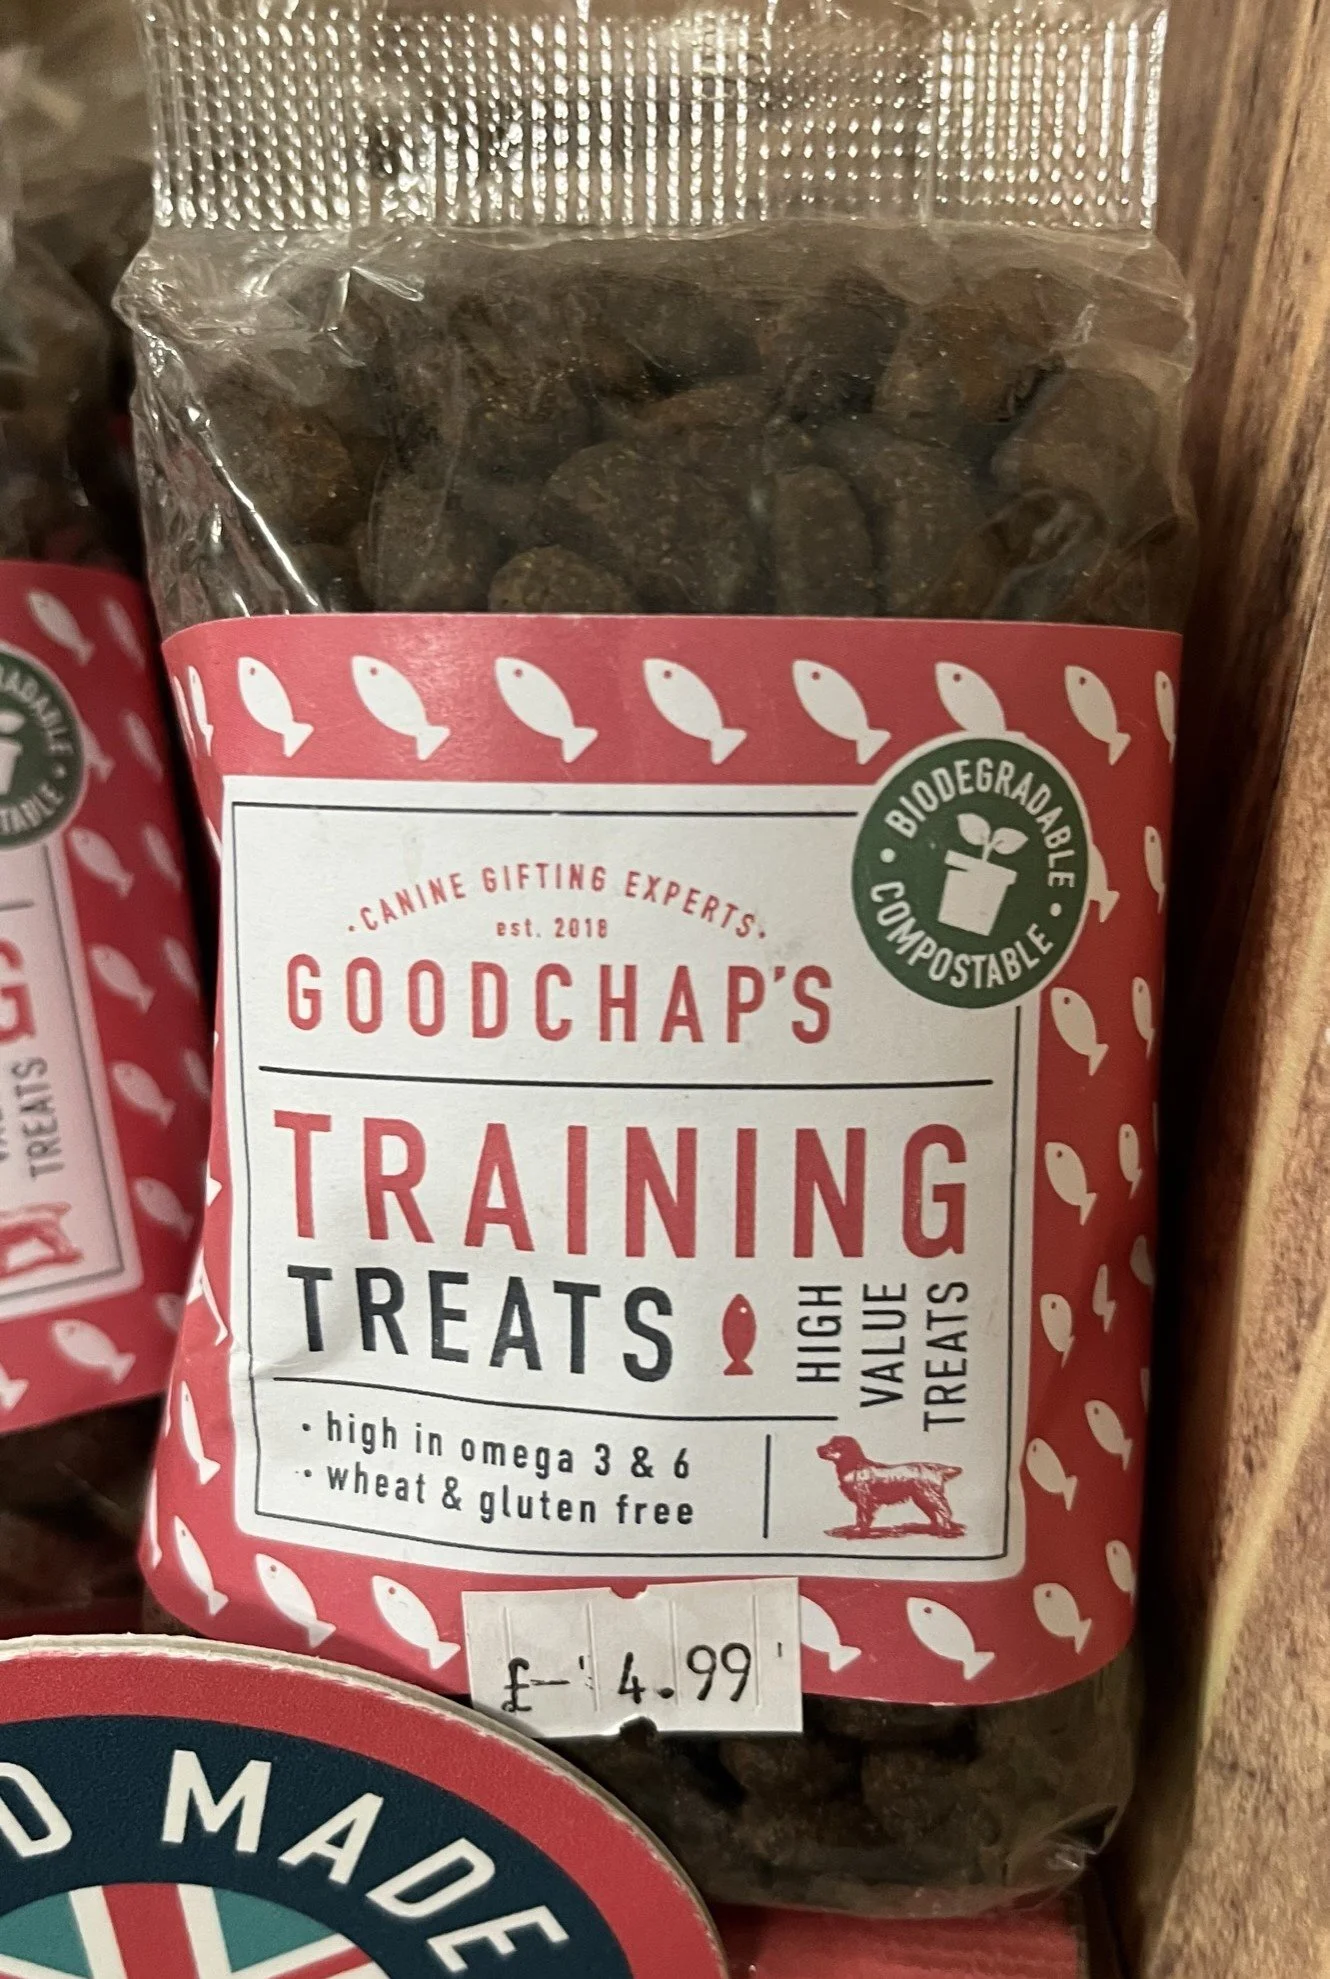 BIODEGRADABLE
COMPOSTABLE
CANINE GIFTING EXPERTS
est. 2018
GOODCHAP'S
TRAINING
TREATS
HIGH
VALUE
TREATS
• high in omega 3 & 6
• wheat & gluten free
£ 4.99
TREATS
MADE